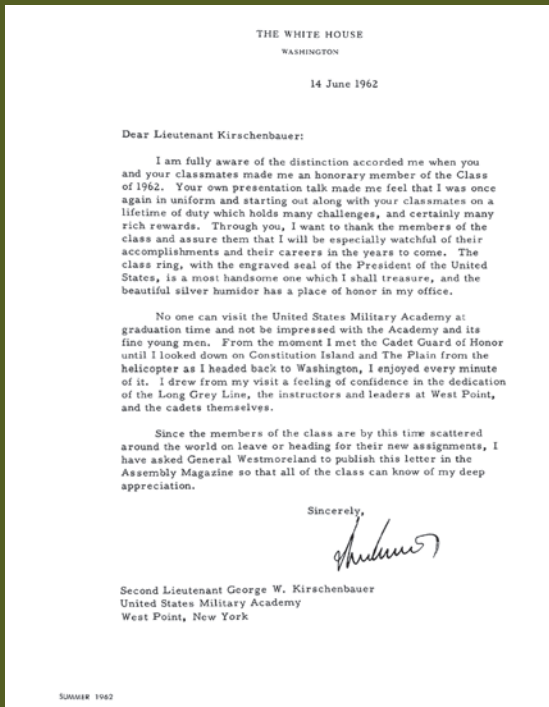 THE WHITE HOUSE
WASHINGTON
14 June 1962
Dear Lieutenant Kirschenbauer:
I am fully aware of the distinction accorded me when you
and your classmates made me an honorary member of the Class
of 1962. Your own presentation talk made me feel that I was once
again in uniform and starting out along with your classmates on a
lifetime of duty which holds many challenges, and certainly many
rich rewards. Through you, I want to thank the members of the
class and assure them that I will be especially watchful of their
accomplishments and their careers in the years to come. The
class ring, with the engraved seal of the President of the United
States, is a most handsome one which I shall treasure, and the
beautiful silver humidor has a place of honor in my office.
No one can visit the United States Military Academy at
graduation time and not be impressed with the Academy and its
fine young men. From the moment I met the Cadet Guard of Honor
until I looked down on Constitution Island and The Plain from the
helicopter as I headed back to Washington, I enjoyed every minute
of it. I drew from my visit a feeling of confidence in the dedication
of the Long Grey Line, the instructors and leaders at West Point,
and the cadets themselves.
Since the members of the class are by this time scattered
around the world on leave or heading for their new assignments, I
have asked General Westmoreland to publish this letter in the
Assembly Magazine so that all of the class can know of my deep
appreciation.
Sincerely,
Second Lieutenant George W. Kirschenbauer
United States Military Academy
West Point, New York
SUMMER 1962